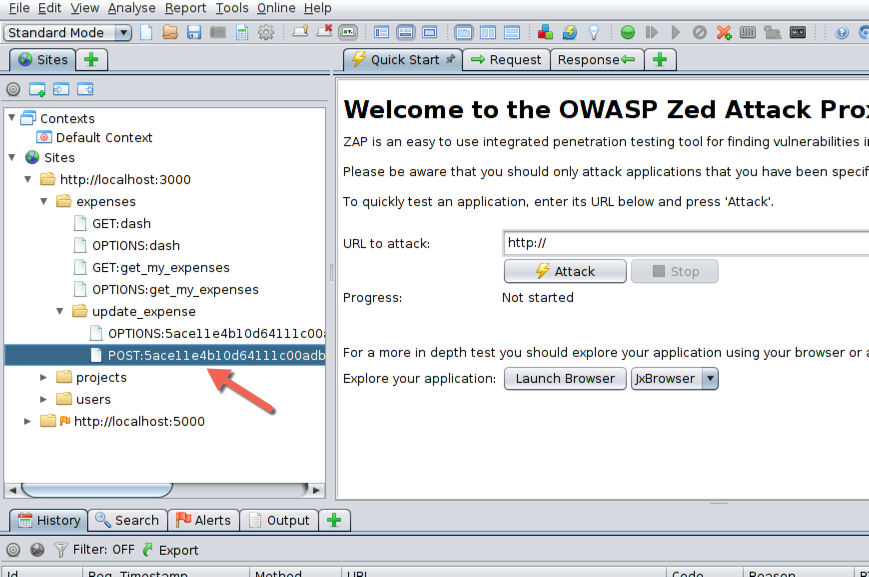 File Edit View Analyse Report Tools Online Help
Standard Mode
Sites
Quick Start Request Response
Contexts
Default Context
Sites
http://localhost:3000
expenses
GET:dash
OPTIONS:dash
GET:get_my_expenses
OPTIONS:get_my_expenses
update_expense
OPTIONS:5ace11e4b10d64111c00a
POST:5ace11e4b10d64111c00adb
projects
users
http://localhost:5000
Welcome to the OWASP Zed Attack Prox
ZAP is an easy to use integrated penetration testing tool for finding vulnerabilities i
Please be aware that you should only attack applications that you have been specif
To quickly test an application, enter its URL below and press 'Attack'.
URL to attack: http://
Attack Stop
Progress: Not started
For a more in depth test you should explore your application using your browser or a
Explore your application: Launch Browser JxBrowser
History Search Alerts Output
Filter: OFF Export
Id Req. Timestamp Method URL Code Reason